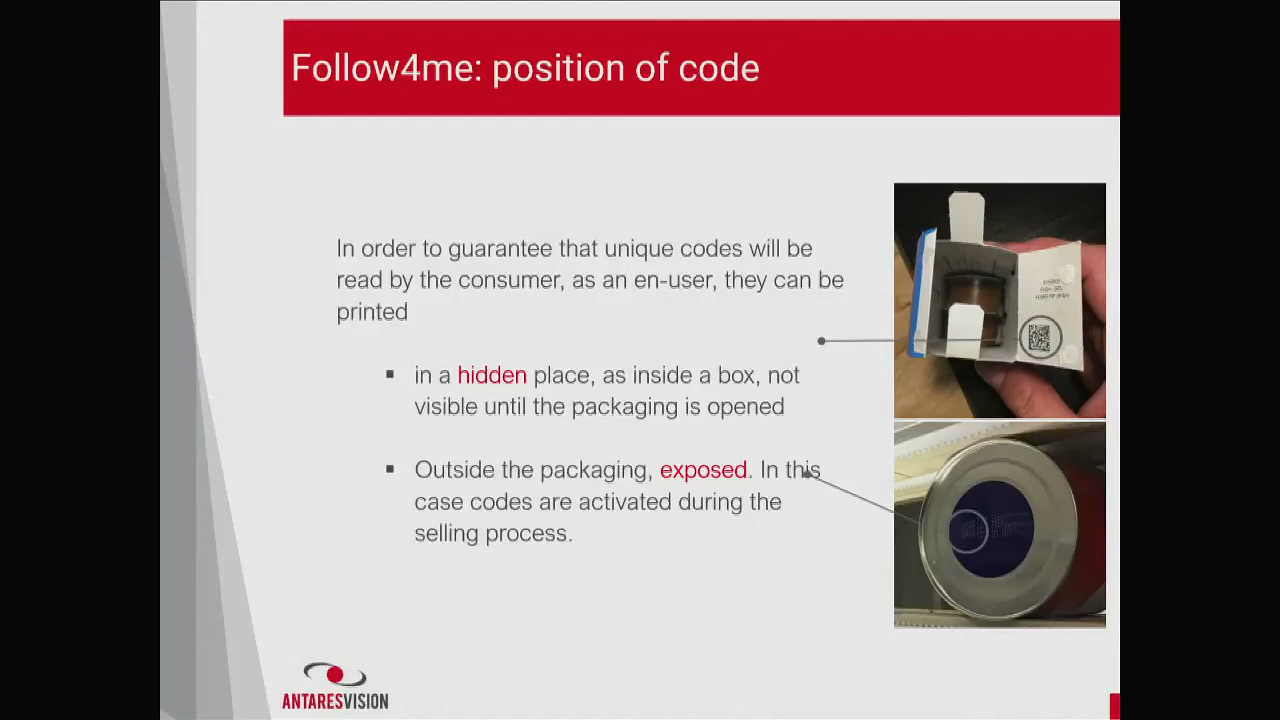 Follow4me: position of code
In order to guarantee that unique codes will be
read by the consumer, as an en-user, they can be
printed
▪ in a hidden place, as inside a box, not
visible until the packaging is opened
▪ Outside the packaging, exposed. In this
case codes are activated during the
selling process.
ANTARESVISION